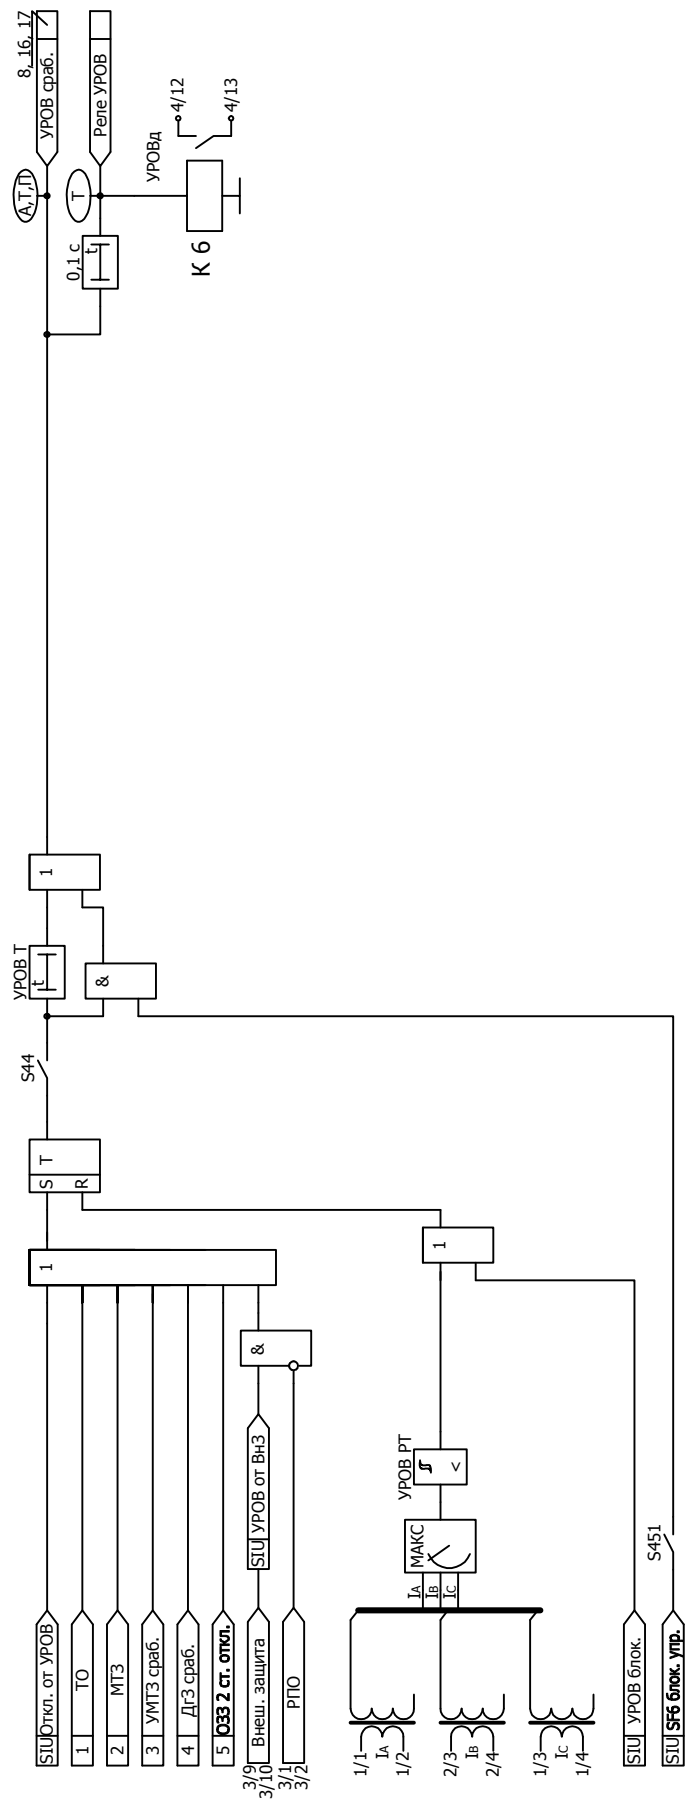 SIU Откл. от УРОВ
1 ТО
2 МТЗ
3 УМТЗ сраб.
4 ДгЗ сраб.
5 ОЗЗ 2 ст. откл.
3/9
3/10
Внеш. защита
SIU УРОВ от ВнЗ
3/1
3/2
РПО
&
1
S T
R
S44
УРОВ Т
t
&
1
0,1 с
t
А,Т,П
УРОВ сраб.
8, 16, 17
Т
Реле УРОВ
К 6
УРОВд
4/12
4/13
1/1
IA
1/2
2/3
IB
2/4
1/3
IC
1/4
IA
IB
IC
МАКС
УРОВ РТ
<
1
SIU УРОВ блок.
SIU SF6 блок. упр.
S451